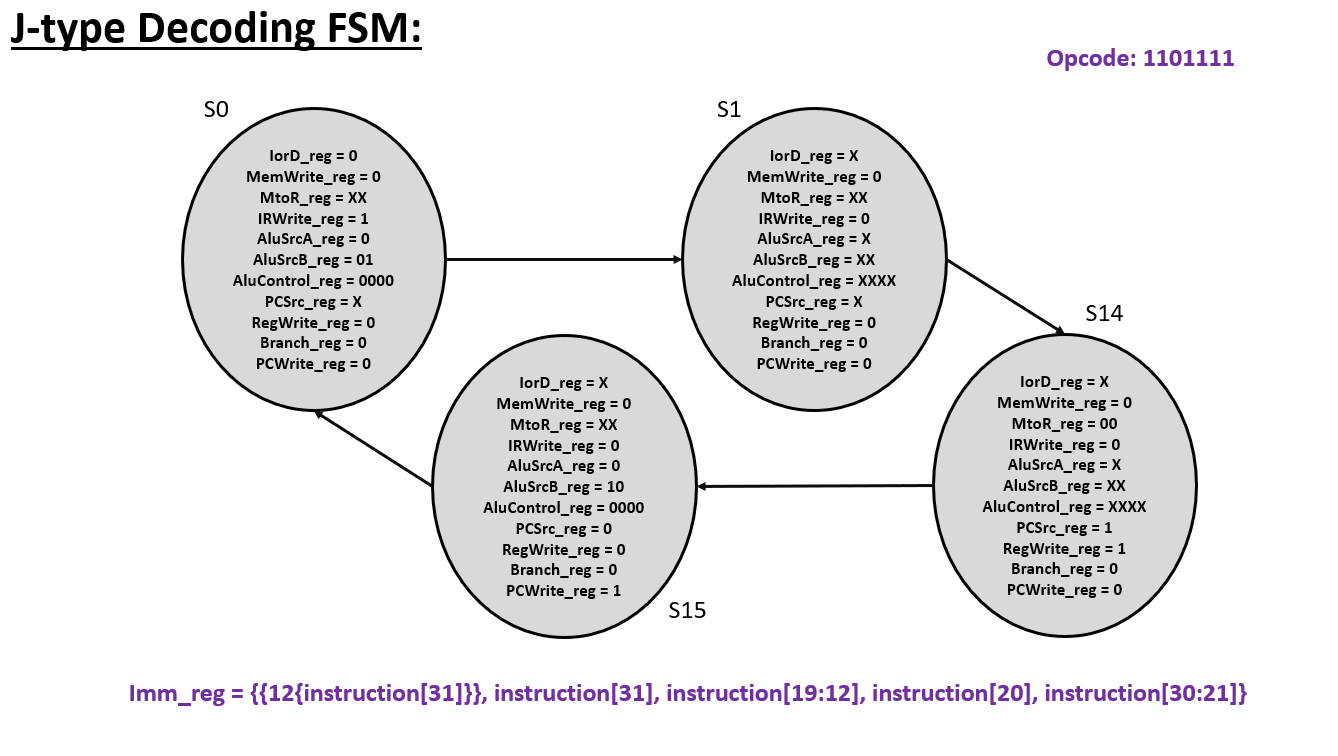 J-type Decoding FSM:
Opcode: 1101111
S0
IorD_reg = 0
MemWrite_reg = 0
MtoR_reg = XX
IRWrite_reg = 1
AluSrcA_reg = 0
AluSrcB_reg = 01
AluControl_reg = 0000
PCSrc_reg = X
RegWrite_reg = 0
Branch_reg = 0
PCWrite_reg = 0
S1
IorD_reg = X
MemWrite_reg = 0
MtoR_reg = XX
IRWrite_reg = 0
AluSrcA_reg = X
AluSrcB_reg = XX
AluControl_reg = XXXX
PCSrc_reg = X
RegWrite_reg = 0
Branch_reg = 0
PCWrite_reg = 0
S14
IorD_reg = X
MemWrite_reg = 0
MtoR_reg = 00
IRWrite_reg = 0
AluSrcA_reg = X
AluSrcB_reg = XX
AluControl_reg = XXXX
PCSrc_reg = 1
RegWrite_reg = 1
Branch_reg = 0
PCWrite_reg = 0
IorD_reg = X
MemWrite_reg = 0
MtoR_reg = XX
IRWrite_reg = 0
AluSrcA_reg = 0
AluSrcB_reg = 10
AluControl_reg = 0000
PCSrc_reg = 0
RegWrite_reg = 0
Branch_reg = 0
PCWrite_reg = 1
S15
Imm_reg = {{12{instruction[31]}}, instruction[31], instruction[19:12], instruction[20], instruction[30:21]}